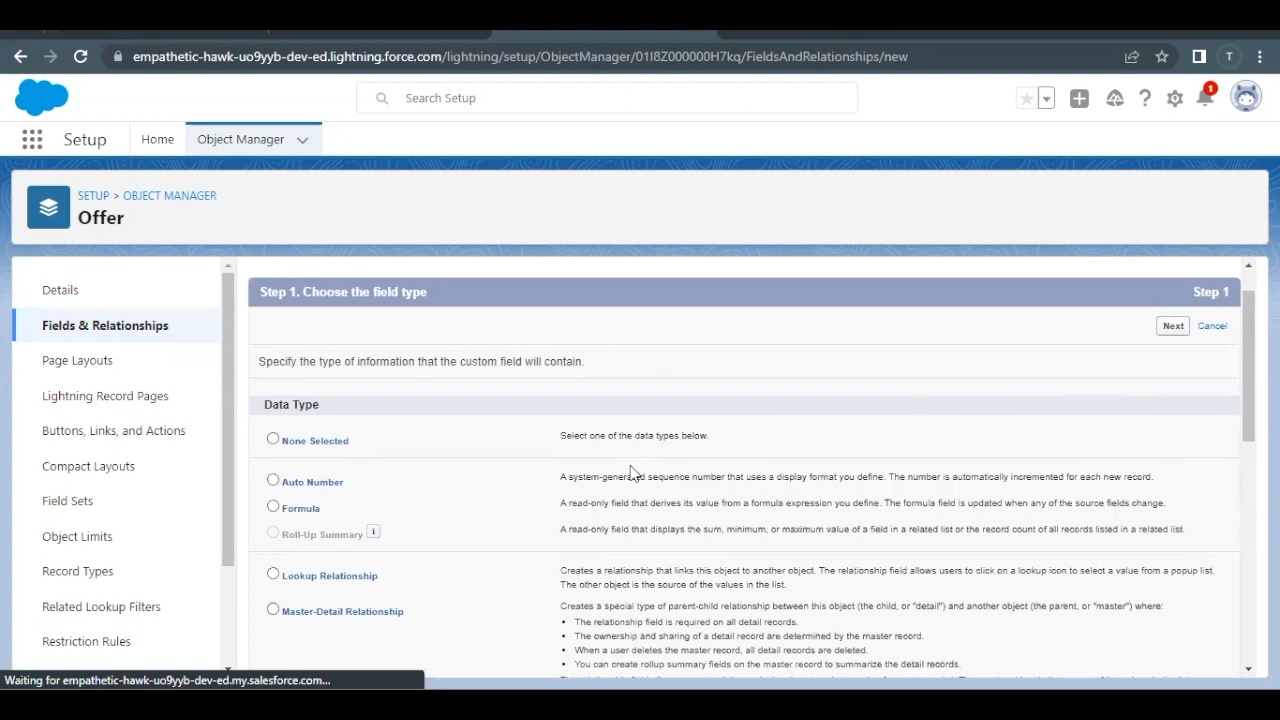 empathetic-hawk-uo9yyb-dev-ed.lightning.force.com/lightning/setup/ObjectManager/01I8Z000000H7kq/FieldsAndRelationships/new
T
Search Setup
1
Setup
Home
Object Manager
SETUP > OBJECT MANAGER
Offer
Details
Fields & Relationships
Page Layouts
Lightning Record Pages
Buttons, Links, and Actions
Compact Layouts
Field Sets
Object Limits
Record Types
Related Lookup Filters
Restriction Rules
Step 1. Choose the field type
Step 1
Next
Cancel
Specify the type of information that the custom field will contain.
Data Type
None Selected
Select one of the data types below.
Auto Number
A system-generated sequence number that uses a display format you define. The number is automatically incremented for each new record.
Formula
A read-only field that derives its value from a formula expression you define. The formula field is updated when any of the source fields change.
Roll-Up Summary i
A read-only field that displays the sum, minimum, or maximum value of a field in a related list or the record count of all records listed in a related list.
Lookup Relationship
Creates a relationship that links this object to another object. The relationship field allows users to click on a lookup icon to select a value from a popup list.
The other object is the source of the values in the list.
Master-Detail Relationship
Creates a special type of parent-child relationship between this object (the child, or "detail") and another object (the parent, or "master") where:
• The relationship field is required on all detail records.
• The ownership and sharing of a detail record are determined by the master record.
• When a user deletes the master record, all detail records are deleted.
• You can create rollup summary fields on the master record to summarize the detail records.
Waiting for empathetic-hawk-uo9yyb-dev-ed.my.salesforce.com...